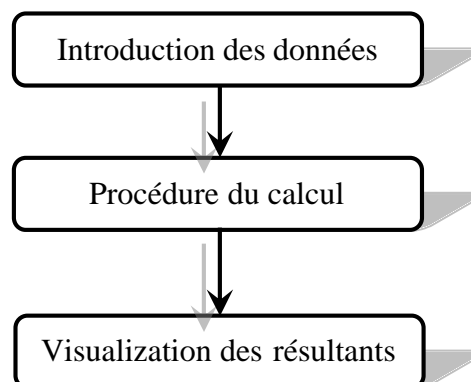 Introduction des données
Procédure du calcul
Visualization des résultants